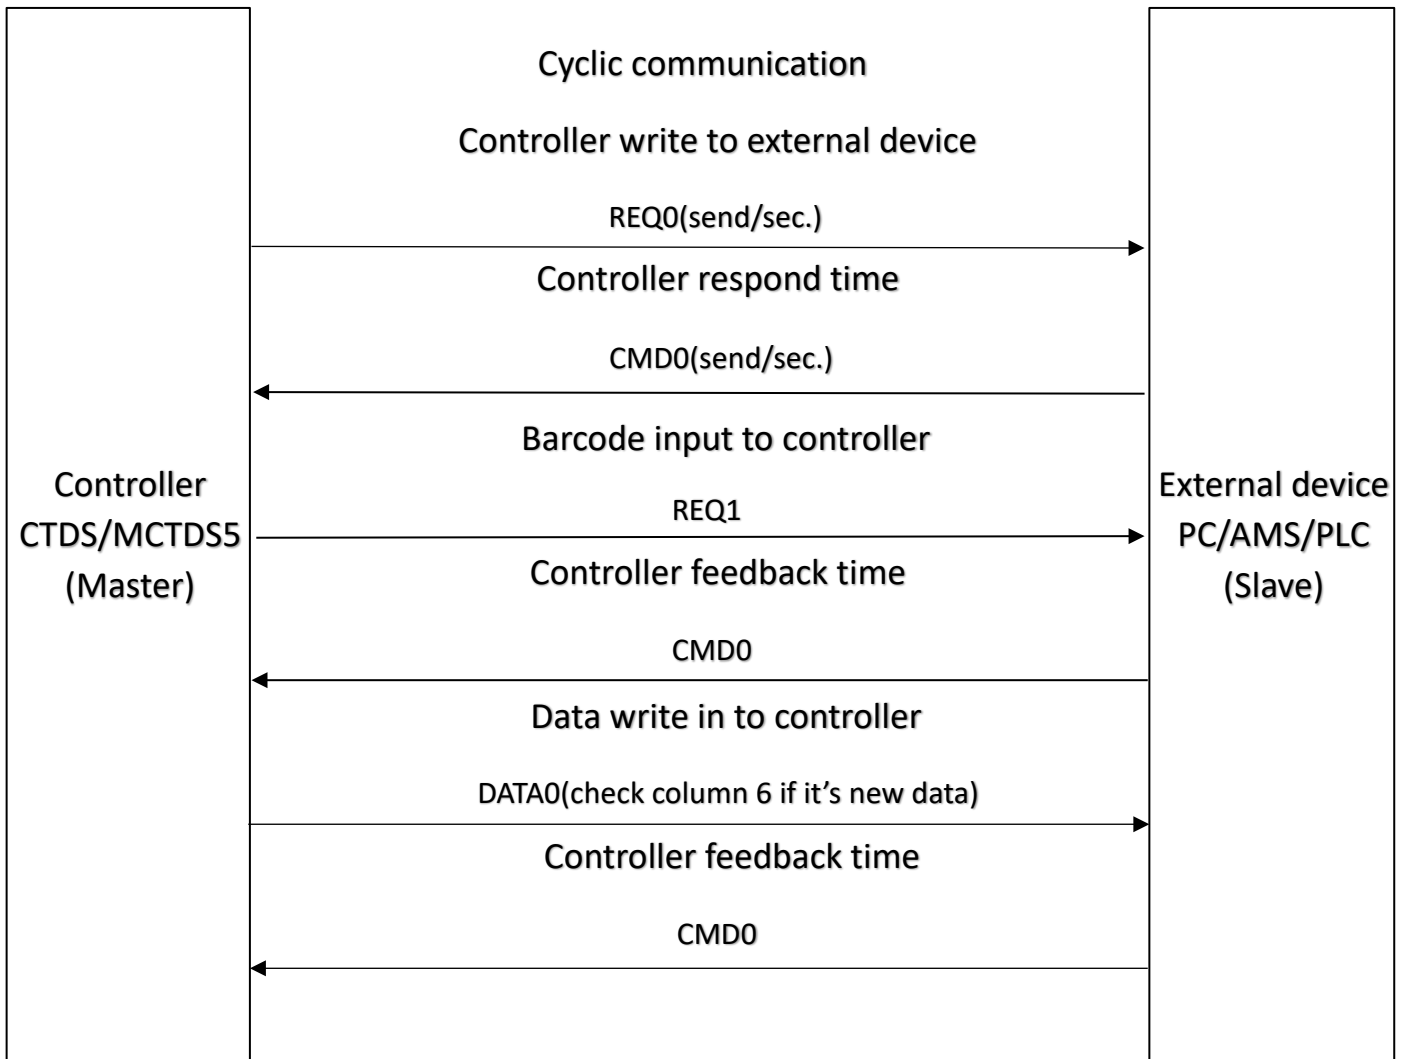 Cyclic communication
Controller write to external device
REQ0(send/sec.)
Controller respond time
CMD0(send/sec.)
Barcode input to controller
Controller
CTDS/MCTDS5
(Master)
REQ1
External device
PC/AMS/PLC
(Slave)
Controller feedback time
CMD0
Data write in to controller
DATA0(check column 6 if it’s new data)
Controller feedback time
CMD0